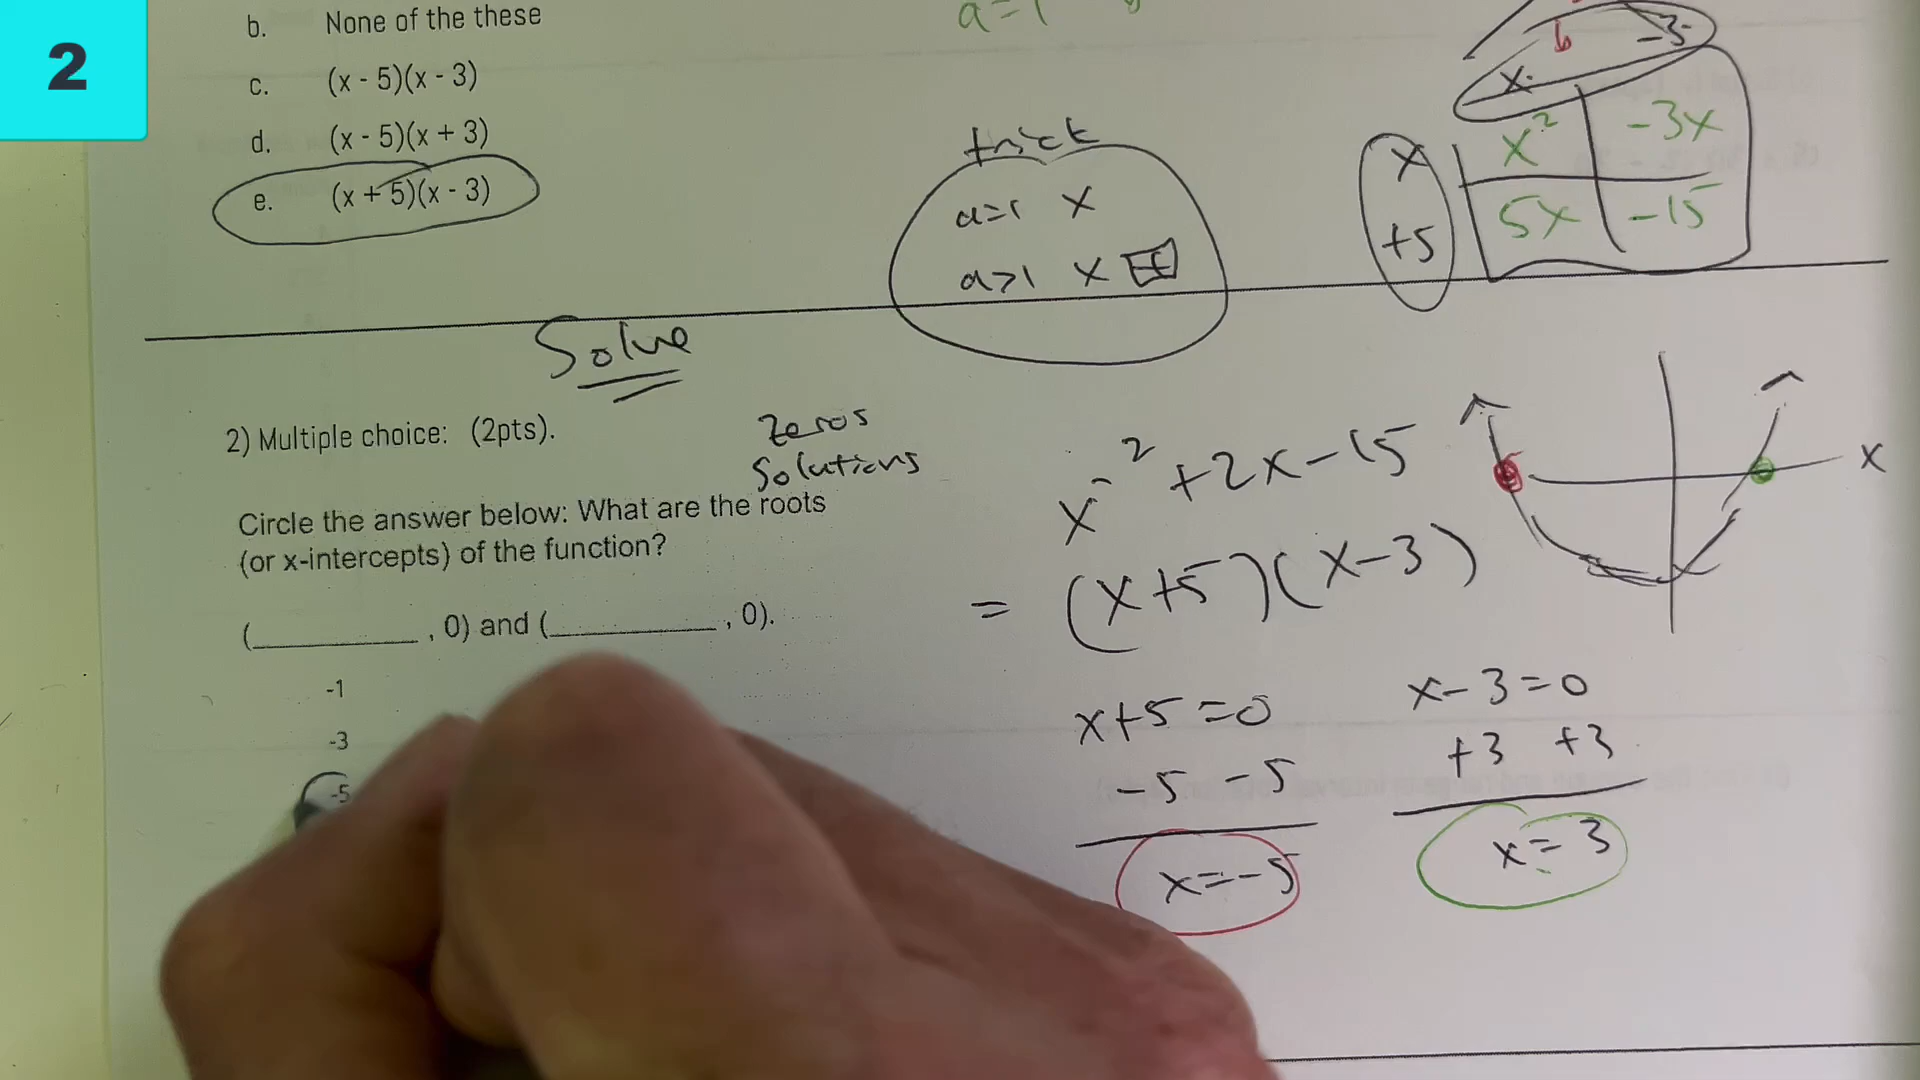 2
b. None of the these
a=1
c. (x - 5)(x - 3)
d. (x - 5)(x + 3)
e. (x + 5)(x - 3)
trick
a=1 x
a>1 x
x -3
x x² -3x
+5 5x -15
Solve
2) Multiple choice: (2pts).
Zeros
Solutions
Circle the answer below: What are the roots
(or x-intercepts) of the function?
(__________ , 0) and (__________ , 0).
-1
-3
-5
x² +2x-15
= (x+5)(x-3)
x+5=0
-5 -5
x=-5
x-3=0
+3 +3
x=3
x